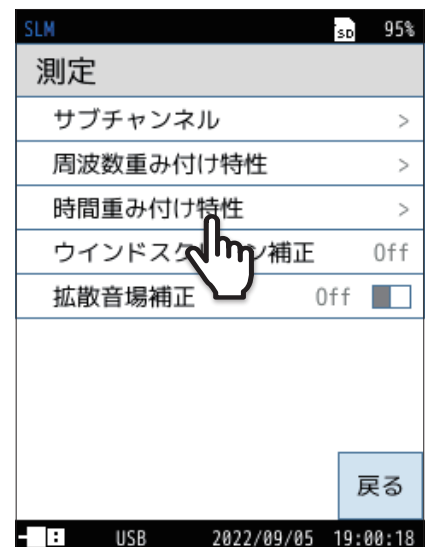 SLM SD 95%
測定
サブチャンネル >
周波数重み付け特性 >
時間重み付け特性 >
ウインドスクリーン補正 Off
拡散音場補正 Off
戻る
USB 2022/09/05 19:00:18